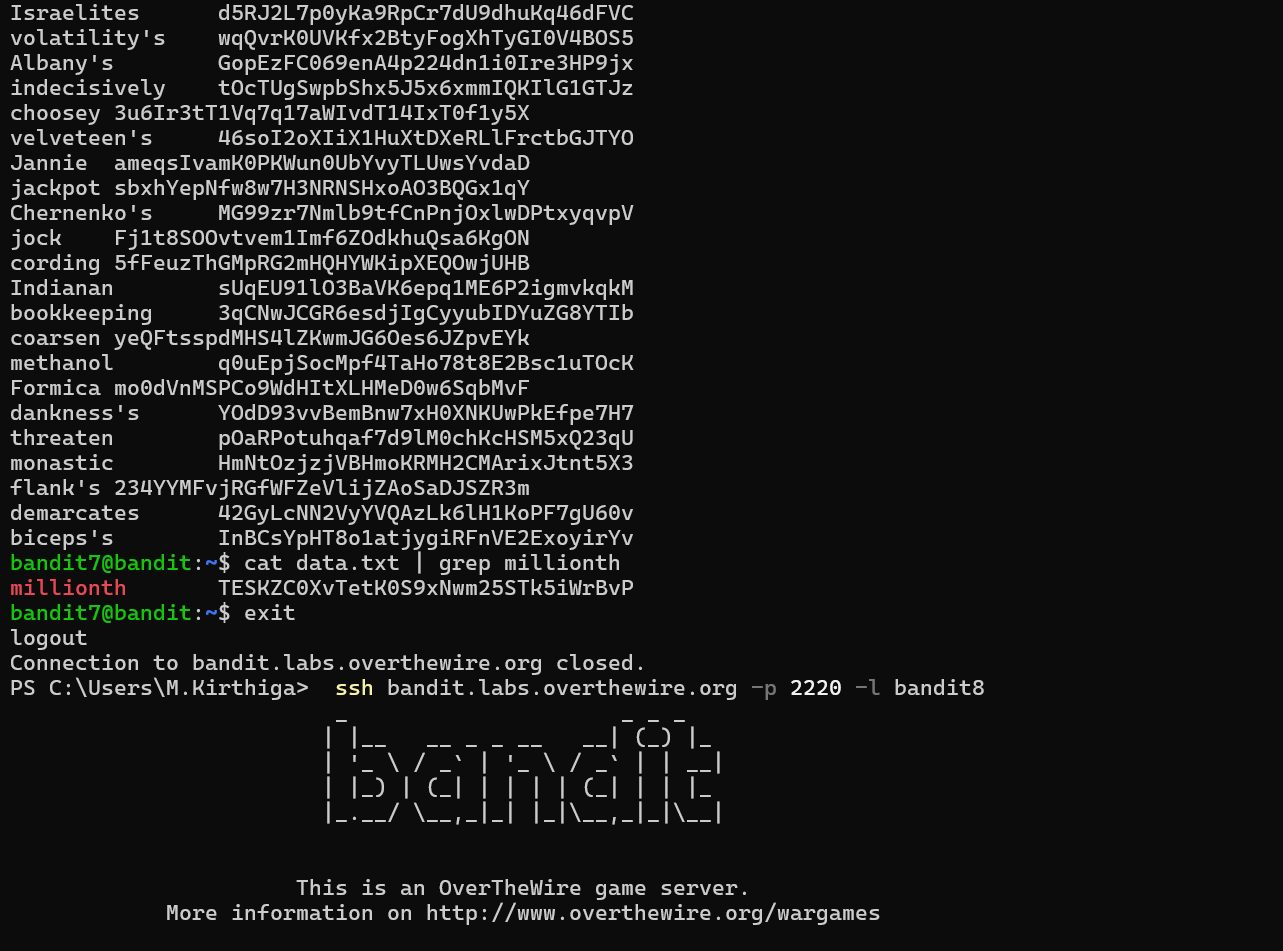 Israelites      d5RJ2L7p0yKa9RpCr7dU9dhuKq46dFVC
volatility's    wqQvrK0UVKfx2BtyFogXhTyGI0V4BOS5
Albany's        GopEzFC069enA4p224dn1i0Ire3HP9jx
indecisively    tOcTUgSwpbShx5J5x6xmmIQKIlG1GTJz
choosey 3u6Ir3tT1Vq7q17aWIvdT14IxT0f1y5X
velveteen's     46soI2oXIiX1HuXtDXeRLlFrctbGJTYO
Jannie  ameqsIvamK0PKWun0UbYvyTLUwsYvdaD
jackpot sbxhYepNfw8w7H3NRNSHxoAO3BQGx1qY
Chernenko's     MG99zr7Nmlb9tfCnPnjOxlwDPtxyqvpV
jock    Fj1t8SOOvtvem1Imf6ZOdkhuQsa6KgON
cording 5fFeuzThGMpRG2mHQHYWKipXEQOwjUHB
Indianan        sUqEU91lO3BaVK6epq1ME6P2igmvkqkM
bookkeeping     3qCNwJCGR6esdjIgCyyubIDYuZG8YTIb
coarsen yeQFtsspdMHS4lZKwmJG6Oes6JZpvEYk
methanol        q0uEpjSocMpf4TaHo78t8E2Bsc1uTOcK
Formica mo0dVnMSPCo9WdHItXLHMeD0w6SqbMvF
dankness's      YOdD93vvBemBnw7xH0XNKUwPkEfpe7H7
threaten        pOaRPotuhqaf7d9lM0chKcHSM5xQ23qU
monastic        HmNtOzjzjVBHmoKRMH2CMArixJtnt5X3
flank's 234YYMFvjRGfWFZeVlijZAoSaDJSZR3m
demarcates      42GyLcNN2VyYVQAzLk6lH1KoPF7gU60v
biceps's        InBCsYpHT8o1atjygiRFnVE2ExoyirYv
bandit7@bandit:~$ cat data.txt | grep millionth
millionth       TESKZC0XvTetK0S9xNwm25STk5iWrBvP
bandit7@bandit:~$ exit
logout
Connection to bandit.labs.overthewire.org closed.
PS C:\Users\M.Kirthiga>  ssh bandit.labs.overthewire.org -p 2220 -l bandit8
bandit
This is an OverTheWire game server.
More information on http://www.overthewire.org/wargames